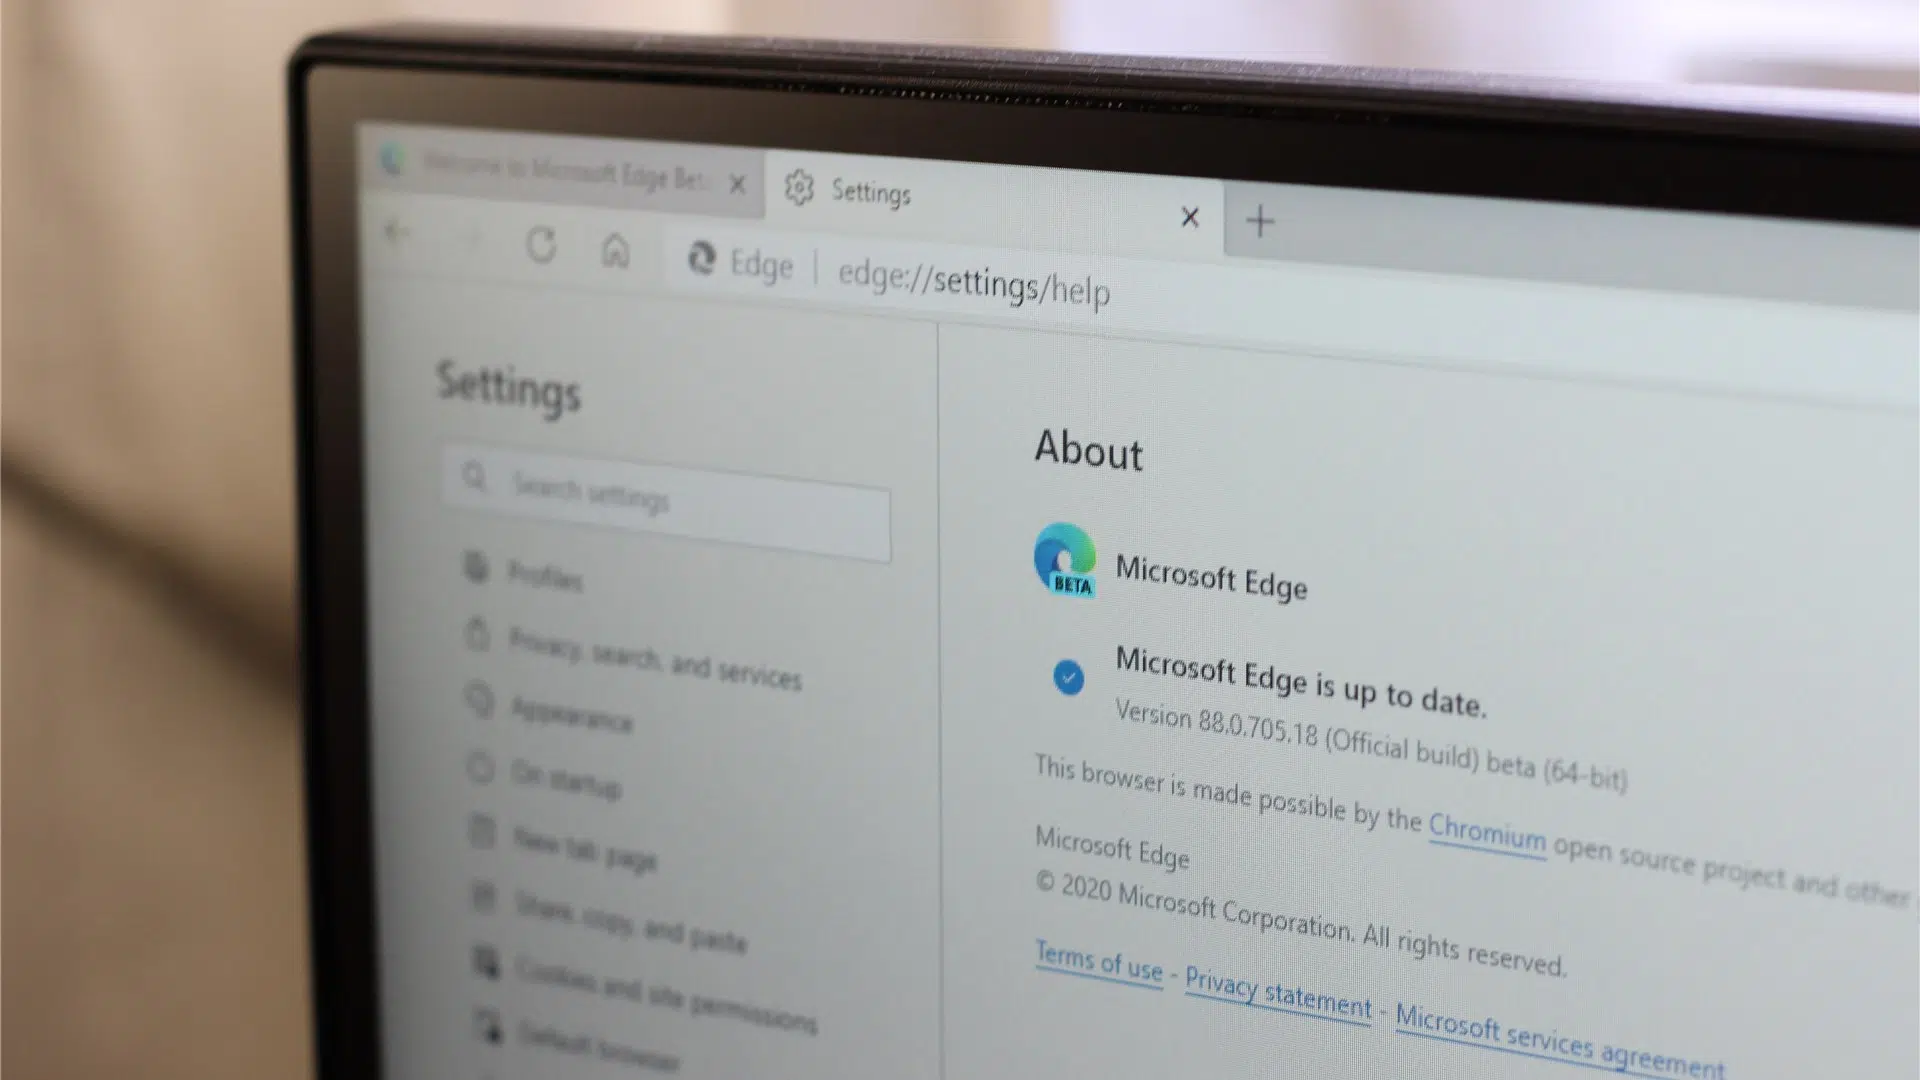 Welcome to Microsoft Edge Bet
Settings
Edge | edge://settings/help
Settings
Search settings
Profiles
Privacy, search, and services
Appearance
On startup
New tab page
Share, copy, and paste
Cookies and site permissions
Default browser
About
BETA
Microsoft Edge
Microsoft Edge is up to date.
Version 88.0.705.18 (Official build) beta (64-bit)
This browser is made possible by the Chromium open source project and other
Microsoft Edge
© 2020 Microsoft Corporation. All rights reserved.
Terms of use - Privacy statement - Microsoft services agreement